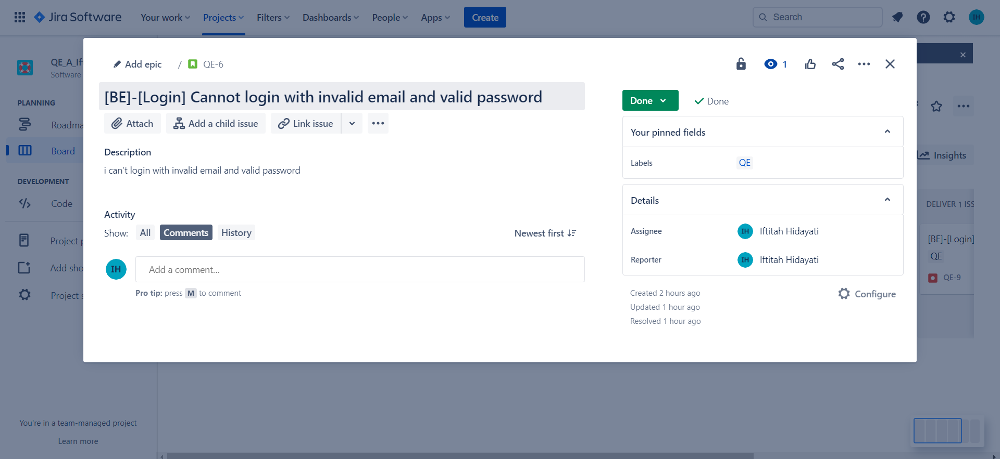 Jira Software
Your work
Projects
Filters
Dashboards
People
Apps
Create
Search
IH
QE_A_Ift
Software
PLANNING
Roadma
Board
DEVELOPMENT
Code
Project p
Add sho
Project s
You're in a team-managed project
Learn more
Add epic / QE-6
1
[BE]-[Login] Cannot login with invalid email and valid password
Attach
Add a child issue
Link issue
Description
i can't login with invalid email and valid password
Activity
Show: All Comments History
Newest first
IH
Add a comment...
Pro tip: press M to comment
Done
Done
Your pinned fields
Labels QE
Details
Assignee IH Iftitah Hidayati
Reporter IH Iftitah Hidayati
Created 2 hours ago
Updated 1 hour ago
Resolved 1 hour ago
Configure
Insights
DELIVER 1 ISS
[BE]-[Login]
QE
QE-9